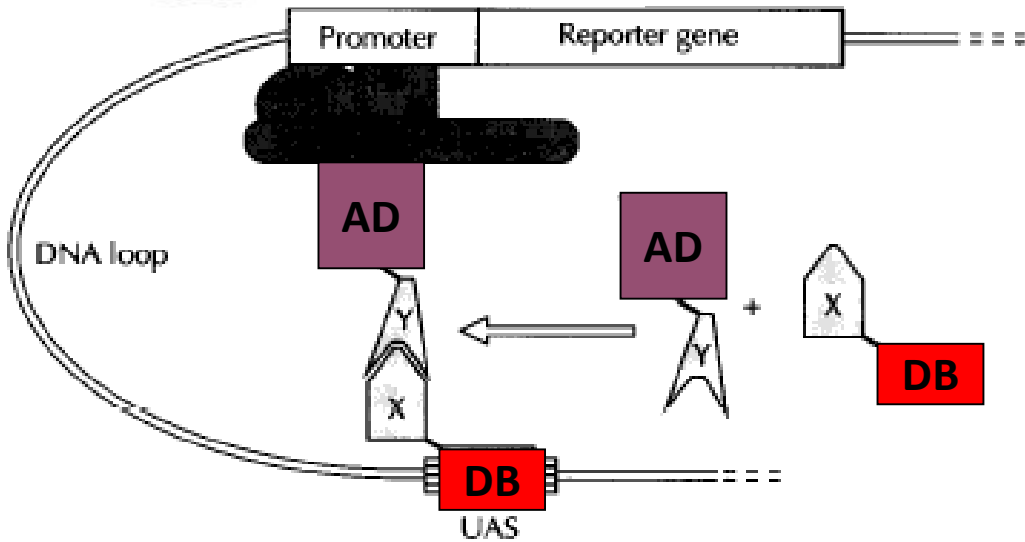 Promoter
Reporter gene
AD
DNA loop
AD
Y
+
X
Y
X
DB
DB
UAS